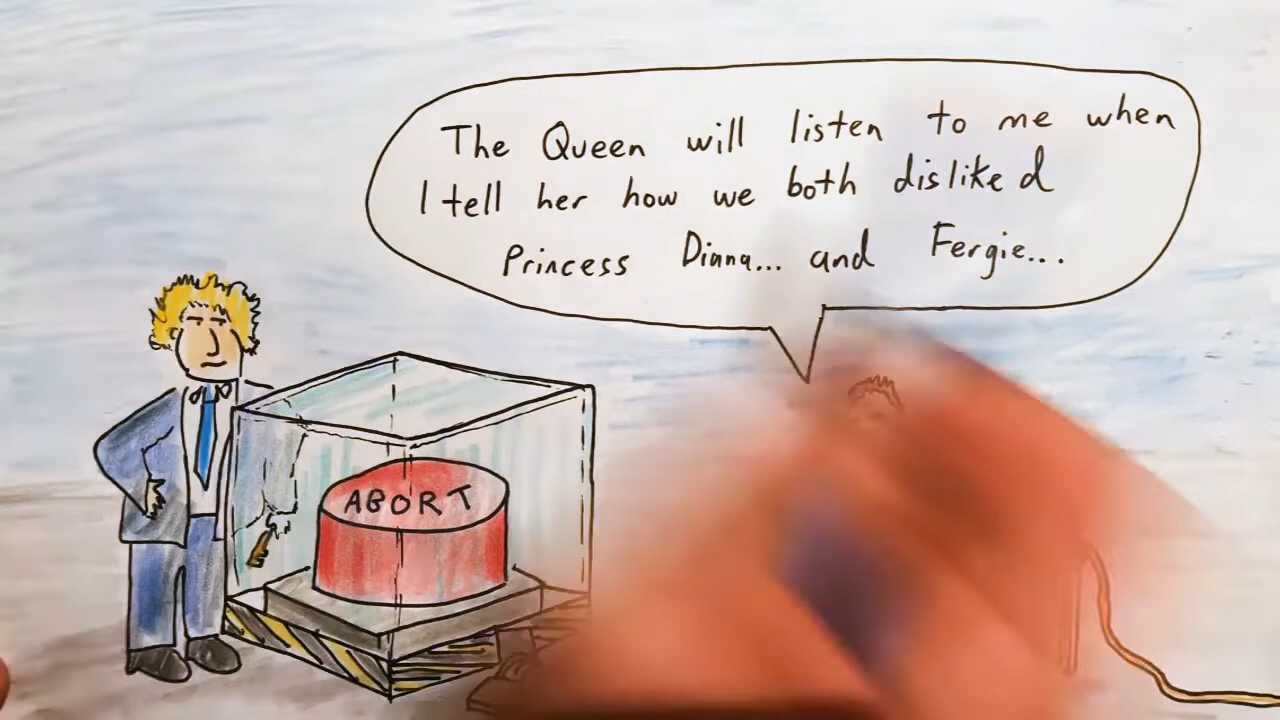 The Queen will listen to me when
I tell her how we both disliked
Princess Diana... and Fergie...
ABORT